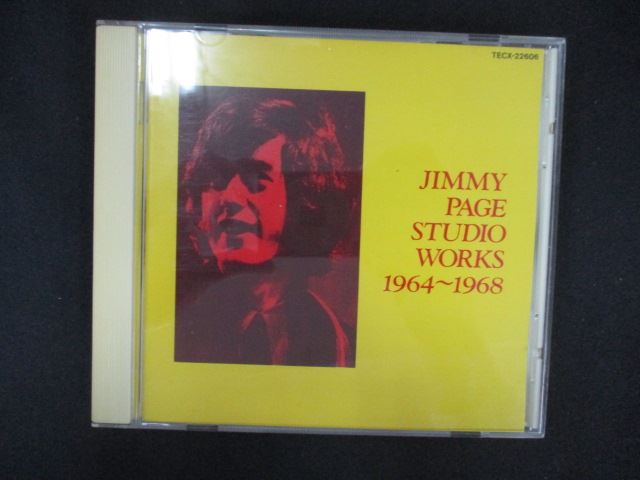 TECX-22606
JIMMY
PAGE
STUDIO
WORKS
1964~1968